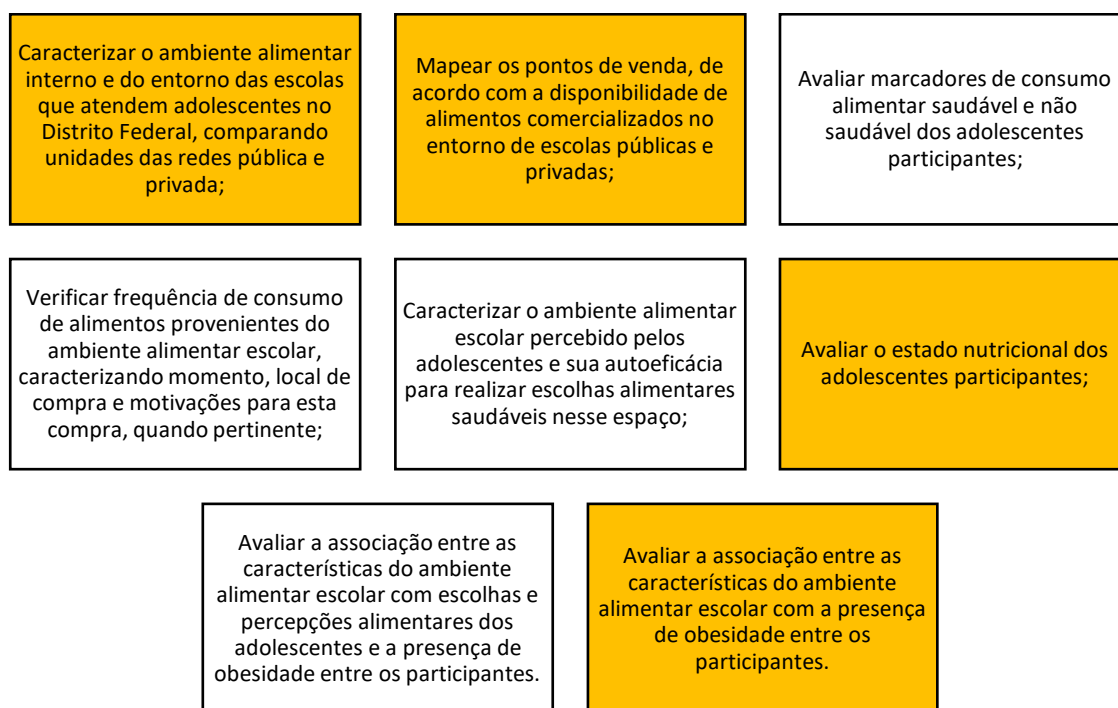 Caracterizar o ambiente alimentar
interno e do entorno das escolas
que atendem adolescentes no
Distrito Federal, comparando
unidades das redes pública e
privada;
Mapear os pontos de venda, de
acordo com a disponibilidade de
alimentos comercializados no
entorno de escolas públicas e
privadas;
Avaliar marcadores de consumo
alimentar saudável e não
saudável dos adolescentes
participantes;
Verificar frequência de consumo
de alimentos provenientes do
ambiente alimentar escolar,
caracterizando momento, local de
compra e motivações para esta
compra, quando pertinente;
Caracterizar o ambiente alimentar
escolar percebido pelos
adolescentes e sua autoeficácia
para realizar escolhas alimentares
saudáveis nesse espaço;
Avaliar o estado nutricional dos
adolescentes participantes;
Avaliar a associação entre as
características do ambiente
alimentar escolar com escolhas e
percepções alimentares dos
adolescentes e a presença de
obesidade entre os participantes.
Avaliar a associação entre as
características do ambiente
alimentar escolar com a presença
de obesidade entre os
participantes.